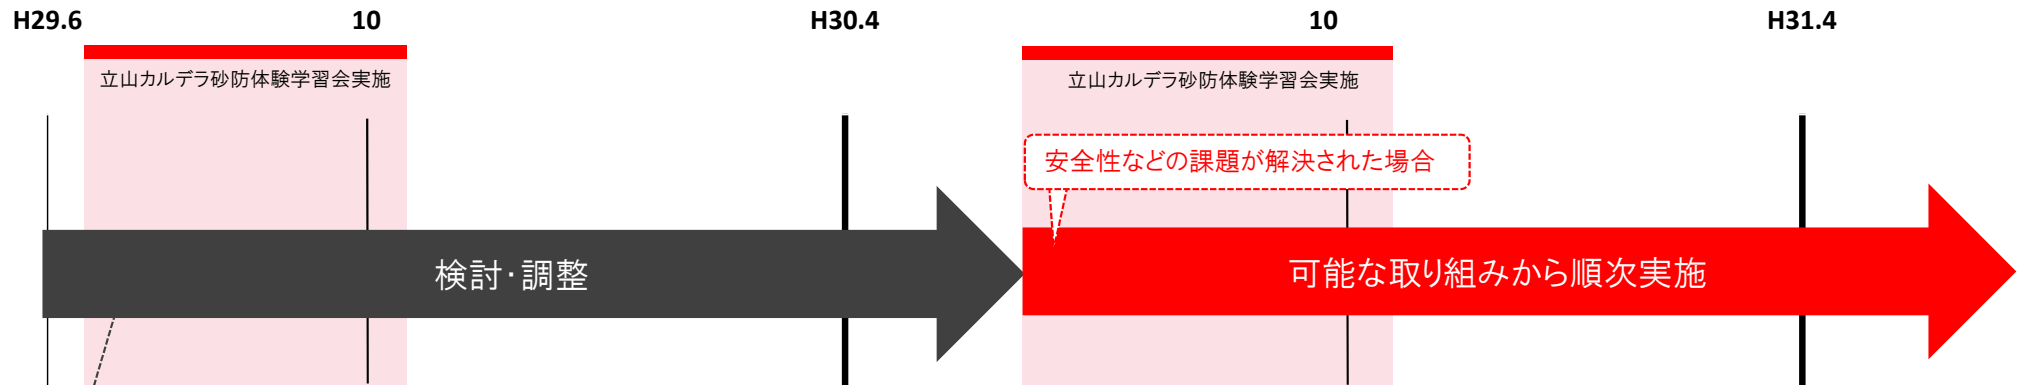 H29.6 10 H30.4 10 H31.4
立山カルデラ砂防体験学習会実施 立山カルデラ砂防体験学習会実施
安全性などの課題が解決された場合
検討・調整 可能な取り組みから順次実施